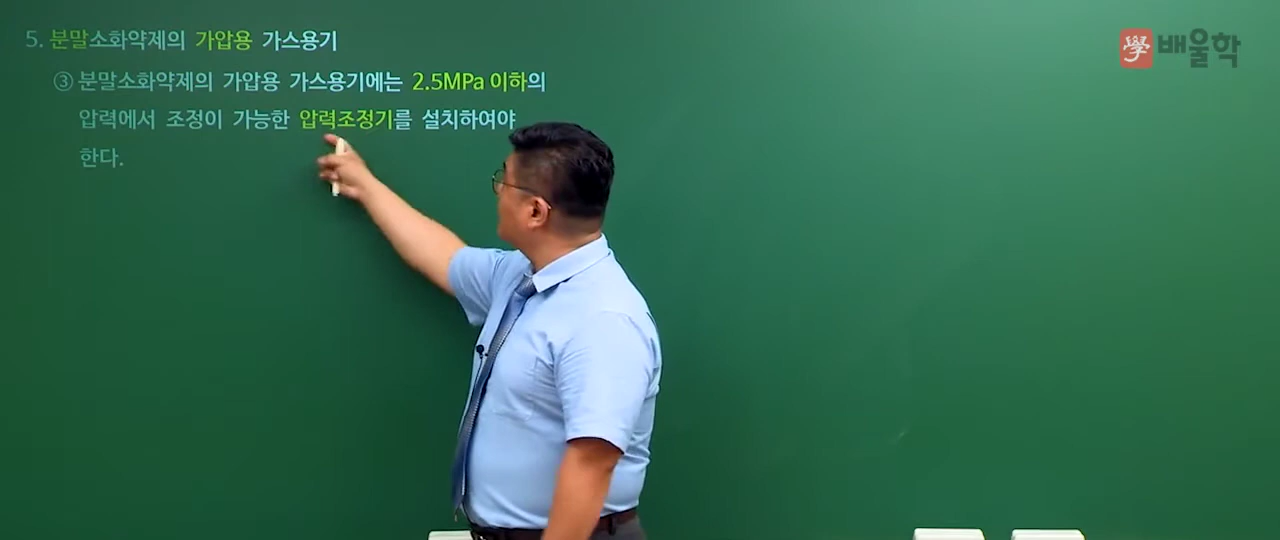 5. 분말소화약제의 가압용 가스용기
③ 분말소화약제의 가압용 가스용기에는 2.5MPa 이하의
압력에서 조정이 가능한 압력조정기를 설치하여야
한다.
學 배울학